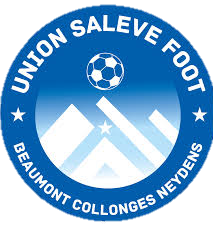 UNION SALEVE FOOT
BEAUMONT COLLONGES NEYDENS